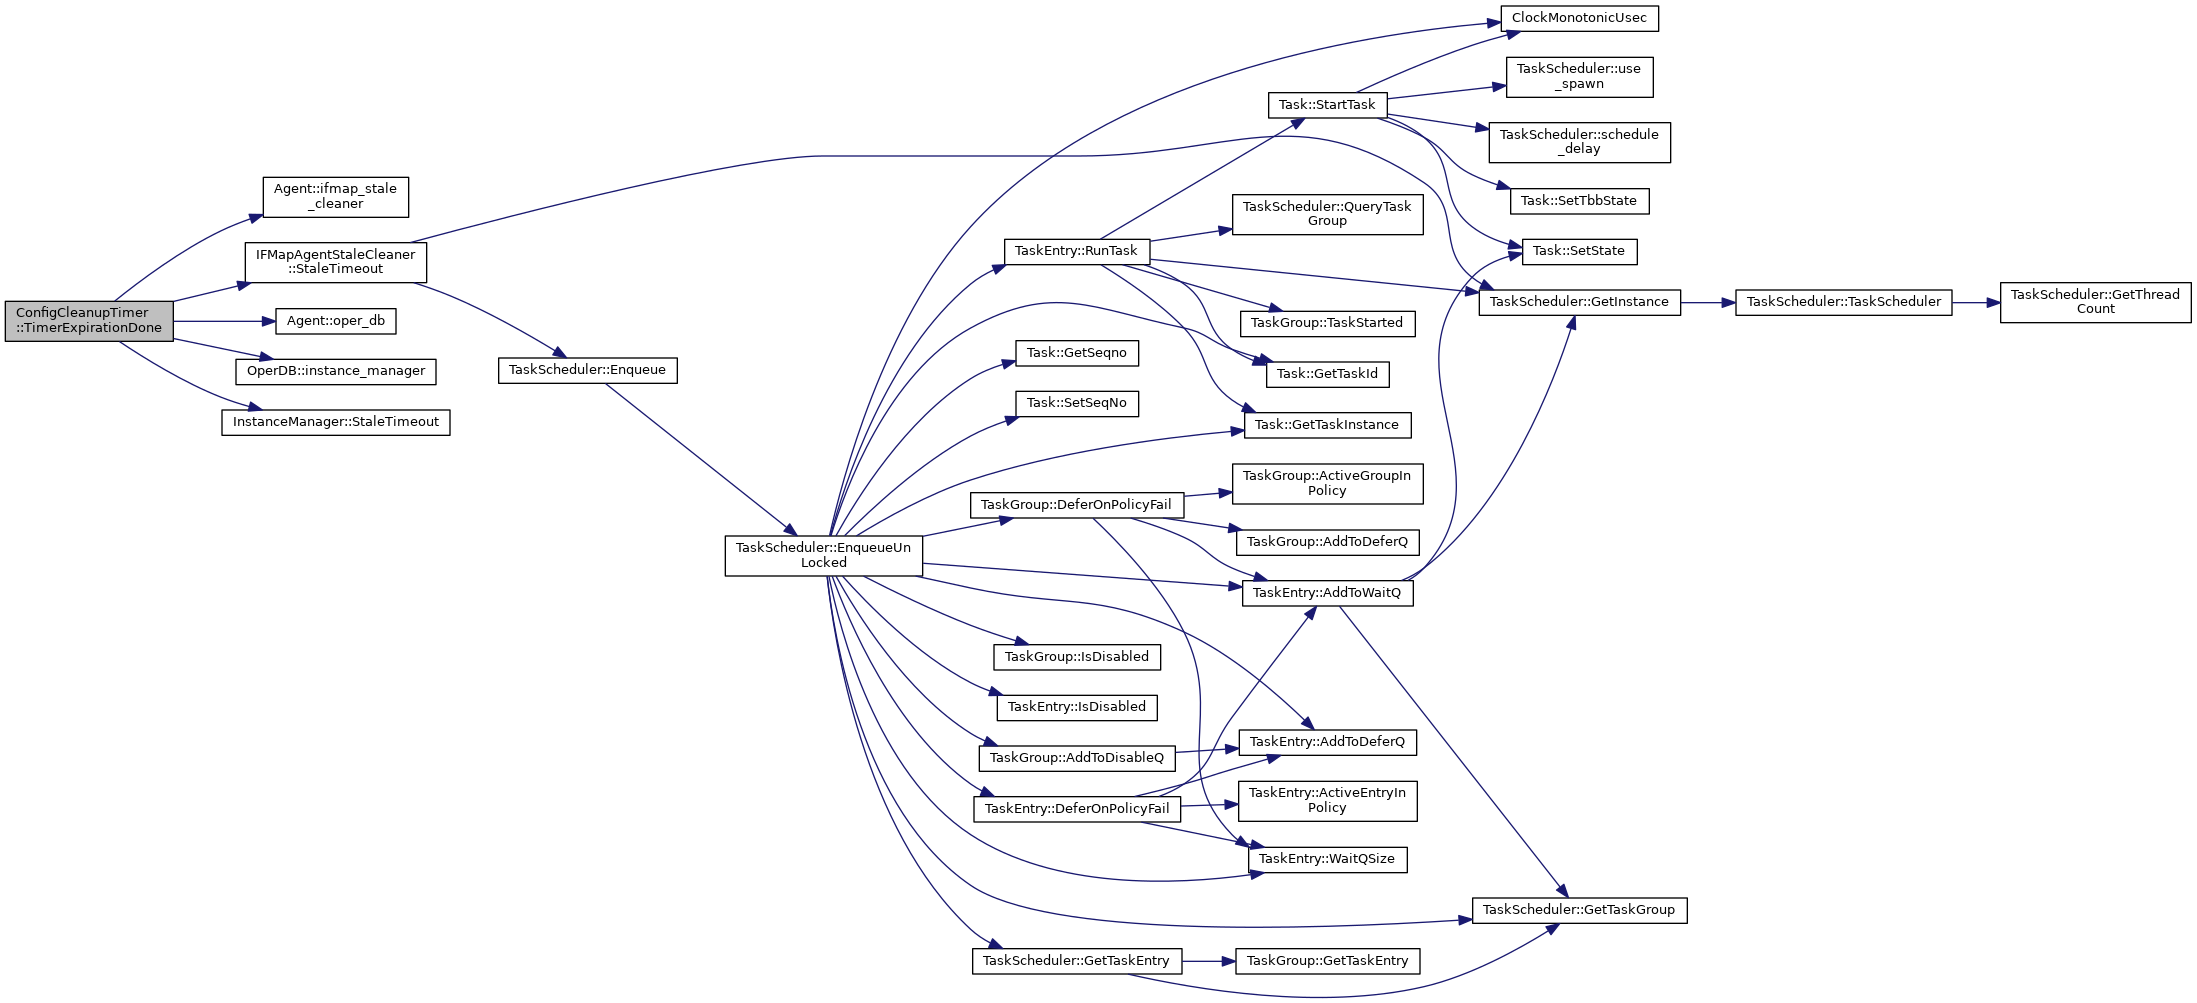 ConfigCleanupTimer
::TimerExpirationDone
Agent::ifmap_stale
_cleaner
IFMapAgentStaleCleaner
::StaleTimeout
Agent::oper_db
OperDB::instance_manager
InstanceManager::StaleTimeout
TaskScheduler::Enqueue
TaskScheduler::EnqueueUn
Locked
TaskEntry::RunTask
Task::GetSeqno
Task::SetSeqNo
TaskGroup::DeferOnPolicyFail
TaskGroup::IsDisabled
TaskEntry::IsDisabled
TaskGroup::AddToDisableQ
TaskEntry::DeferOnPolicyFail
TaskScheduler::GetTaskEntry
Task::StartTask
TaskScheduler::QueryTask
Group
TaskGroup::TaskStarted
Task::GetTaskId
Task::GetTaskInstance
TaskGroup::ActiveGroupIn
Policy
TaskGroup::AddToDeferQ
TaskEntry::AddToWaitQ
TaskEntry::AddToDeferQ
TaskEntry::ActiveEntryIn
Policy
TaskEntry::WaitQSize
TaskGroup::GetTaskEntry
ClockMonotonicUsec
TaskScheduler::use
_spawn
TaskScheduler::schedule
_delay
Task::SetTbbState
Task::SetState
TaskScheduler::GetInstance
TaskScheduler::GetTaskGroup
TaskScheduler::TaskScheduler
TaskScheduler::GetThread
Count